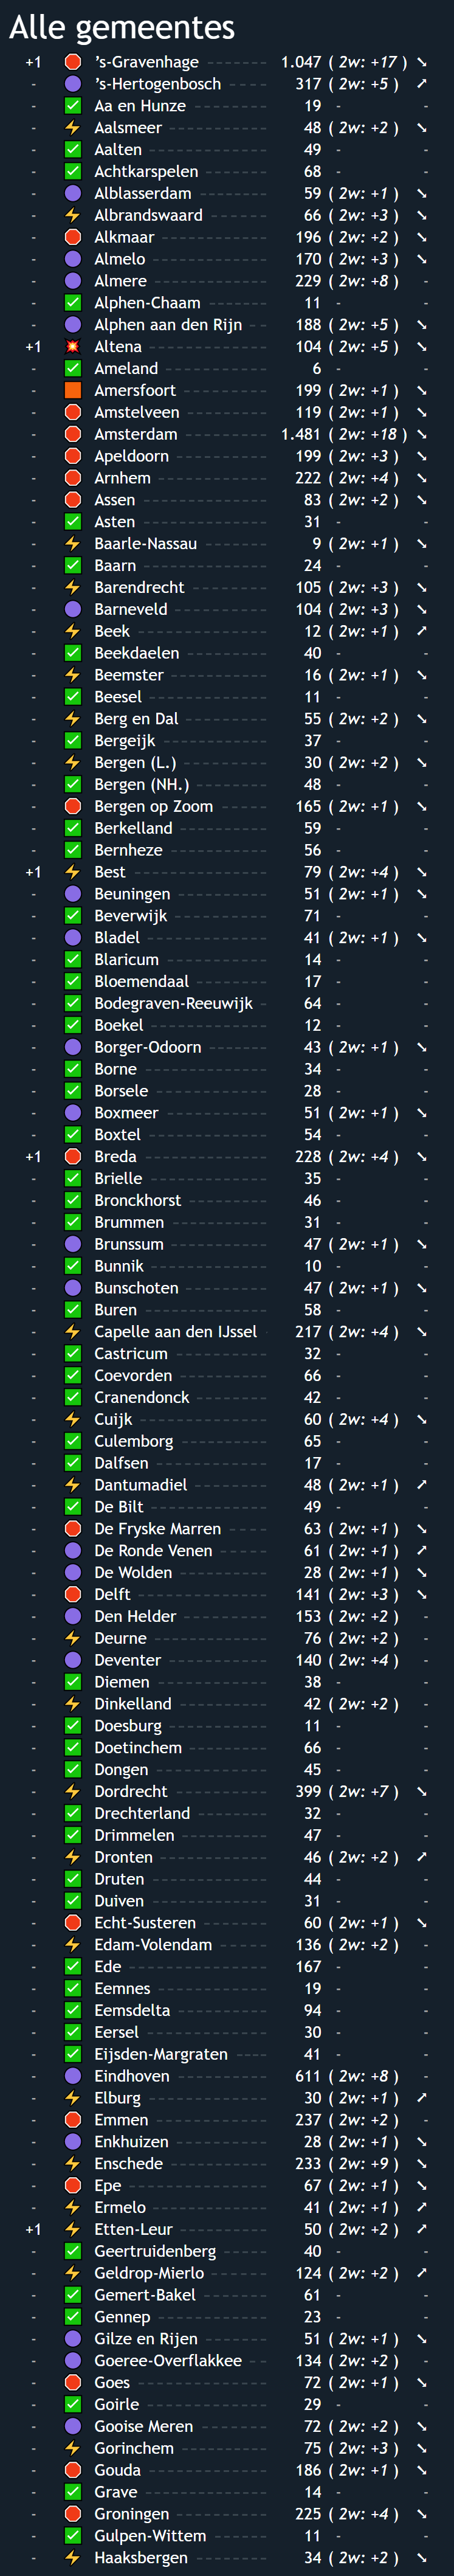 Alle gemeentes
+1 's-Gravenhage 1.047 ( 2w: +17 ) ↘
- 's-Hertogenbosch 317 ( 2w: +5 ) ↗
- Aa en Hunze 19 - -
- Aalsmeer 48 ( 2w: +2 ) ↘
- Aalten 49 - -
- Achtkarspelen 68 - -
- Alblasserdam 59 ( 2w: +1 ) ↘
- Albrandswaard 66 ( 2w: +3 ) ↘
- Alkmaar 196 ( 2w: +2 ) ↘
- Almelo 170 ( 2w: +3 ) ↘
- Almere 229 ( 2w: +8 ) -
- Alphen-Chaam 11 - -
- Alphen aan den Rijn 188 ( 2w: +5 ) ↘
+1 Altena 104 ( 2w: +5 ) ↘
- Ameland 6 - -
- Amersfoort 199 ( 2w: +1 ) ↘
- Amstelveen 119 ( 2w: +1 ) ↘
- Amsterdam 1.481 ( 2w: +18 ) ↘
- Apeldoorn 199 ( 2w: +3 ) ↘
- Arnhem 222 ( 2w: +4 ) ↘
- Assen 83 ( 2w: +2 ) ↘
- Asten 31 - -
- Baarle-Nassau 9 ( 2w: +1 ) ↘
- Baarn 24 - -
- Barendrecht 105 ( 2w: +3 ) ↘
- Barneveld 104 ( 2w: +3 ) ↘
- Beek 12 ( 2w: +1 ) ↗
- Beekdaelen 40 - -
- Beemster 16 ( 2w: +1 ) ↘
- Beesel 11 - -
- Berg en Dal 55 ( 2w: +2 ) ↘
- Bergeijk 37 - -
- Bergen (L.) 30 ( 2w: +2 ) ↘
- Bergen (NH.) 48 - -
- Bergen op Zoom 165 ( 2w: +1 ) ↘
- Berkelland 59 - -
- Bernheze 56 - -
+1 Best 79 ( 2w: +4 ) ↘
- Beuningen 51 ( 2w: +1 ) ↘
- Beverwijk 71 - -
- Bladel 41 ( 2w: +1 ) ↘
- Blaricum 14 - -
- Bloemendaal 17 - -
- Bodegraven-Reeuwijk 64 - -
- Boekel 12 - -
- Borger-Odoorn 43 ( 2w: +1 ) ↘
- Borne 34 - -
- Borsele 28 - -
- Boxmeer 51 ( 2w: +1 ) ↘
- Boxtel 54 - -
+1 Breda 228 ( 2w: +4 ) ↘
- Brielle 35 - -
- Bronckhorst 46 - -
- Brummen 31 - -
- Brunssum 47 ( 2w: +1 ) ↘
- Bunnik 10 - -
- Bunschoten 47 ( 2w: +1 ) ↘
- Buren 58 - -
- Capelle aan den IJssel 217 ( 2w: +4 ) ↘
- Castricum 32 - -
- Coevorden 66 - -
- Cranendonck 42 - -
- Cuijk 60 ( 2w: +4 ) ↘
- Culemborg 65 - -
- Dalfsen 17 - -
- Dantumadiel 48 ( 2w: +1 ) ↗
- De Bilt 49 - -
- De Fryske Marren 63 ( 2w: +1 ) ↘
- De Ronde Venen 61 ( 2w: +1 ) ↗
- De Wolden 28 ( 2w: +1 ) ↘
- Delft 141 ( 2w: +3 ) ↘
- Den Helder 153 ( 2w: +2 ) -
- Deurne 76 ( 2w: +2 ) -
- Deventer 140 ( 2w: +4 ) -
- Diemen 38 - -
- Dinkelland 42 ( 2w: +2 ) -
- Doesburg 11 - -
- Doetinchem 66 - -
- Dongen 45 - -
- Dordrecht 399 ( 2w: +7 ) ↘
- Drechterland 32 - -
- Drimmelen 47 - -
- Dronten 46 ( 2w: +2 ) ↗
- Druten 44 - -
- Duiven 31 - -
- Echt-Susteren 60 ( 2w: +1 ) ↘
- Edam-Volendam 136 ( 2w: +2 ) -
- Ede 167 - -
- Eemnes 19 - -
- Eemsdelta 94 - -
- Eersel 30 - -
- Eijsden-Margraten 41 - -
- Eindhoven 611 ( 2w: +8 ) -
- Elburg 30 ( 2w: +1 ) ↗
- Emmen 237 ( 2w: +2 ) -
- Enkhuizen 28 ( 2w: +1 ) ↘
- Enschede 233 ( 2w: +9 ) ↘
- Epe 67 ( 2w: +1 ) ↘
- Ermelo 41 ( 2w: +1 ) ↗
+1 Etten-Leur 50 ( 2w: +2 ) ↗
- Geertruidenberg 40 - -
- Geldrop-Mierlo 124 ( 2w: +2 ) ↗
- Gemert-Bakel 61 - -
- Gennep 23 - -
- Gilze en Rijen 51 ( 2w: +1 ) ↘
- Goeree-Overflakkee 134 ( 2w: +2 ) -
- Goes 72 ( 2w: +1 ) ↘
- Goirle 29 - -
- Gooise Meren 72 ( 2w: +2 ) ↘
- Gorinchem 75 ( 2w: +3 ) ↘
- Gouda 186 ( 2w: +1 ) ↘
- Grave 14 - -
- Groningen 225 ( 2w: +4 ) ↘
- Gulpen-Wittem 11 - -
- Haaksbergen 34 ( 2w: +2 ) ↘